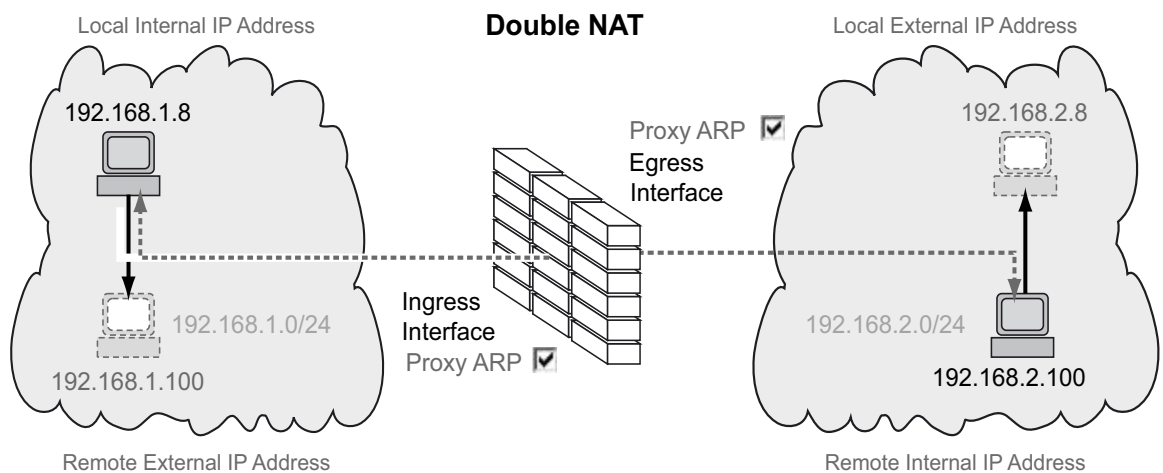 Local Internal IP Address
Double NAT
Local External IP Address
192.168.1.8
192.168.2.8
Proxy ARP
Egress
Interface
Ingress
Interface
Proxy ARP
192.168.1.0/24
192.168.2.0/24
192.168.1.100
192.168.2.100
Remote External IP Address
Remote Internal IP Address